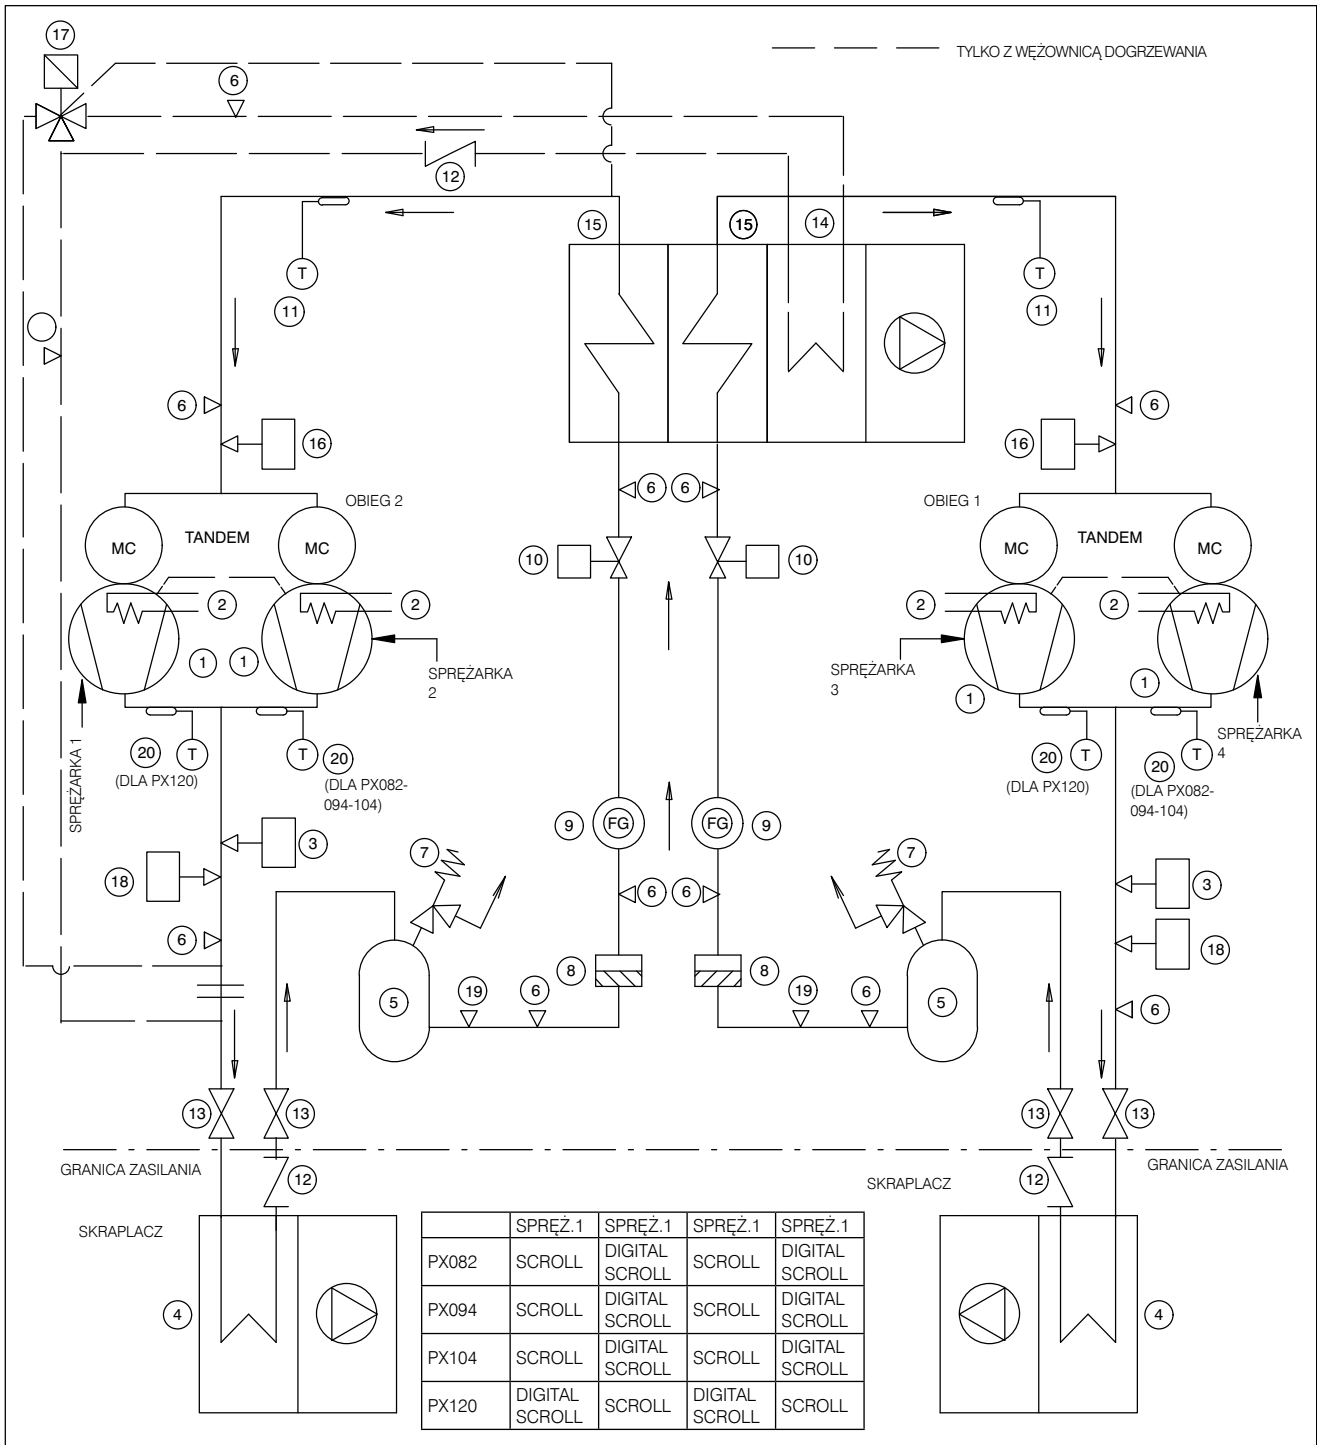 17
6
TYLKO Z WĘŻOWNICĄ DOGRZEWANIA
12
15
15
14
T
11
T
11
6
6
16
16
OBIEG 2
6
6
OBIEG 1
MC
TANDEM
MC
MC
TANDEM
MC
10
10
2
2
2
2
1
1
SPRĘŻARKA
2
SPRĘŻARKA
3
1
1
SPRĘŻARKA 1
20
T
T
20
(DLA PX120)
(DLA PX082-
094-104)
20
T
T
20
(DLA PX120)
(DLA PX082-
094-104)
SPRĘŻARKA
4
9
FG
FG
9
3
18
7
7
6
6
3
18
6
8
8
5
19
6
19
6
5
6
13
13
13
13
GRANICA ZASILANIA
GRANICA ZASILANIA
12
12
SKRAPLACZ
SKRAPLACZ
4
4
SPRĘŻ.1 SPRĘŻ.1 SPRĘŻ.1 SPRĘŻ.1
PX082 SCROLL DIGITAL SCROLL SCROLL DIGITAL SCROLL
PX094 SCROLL DIGITAL SCROLL SCROLL DIGITAL SCROLL
PX104 SCROLL DIGITAL SCROLL SCROLL DIGITAL SCROLL
PX120 DIGITAL SCROLL SCROLL DIGITAL SCROLL SCROLL